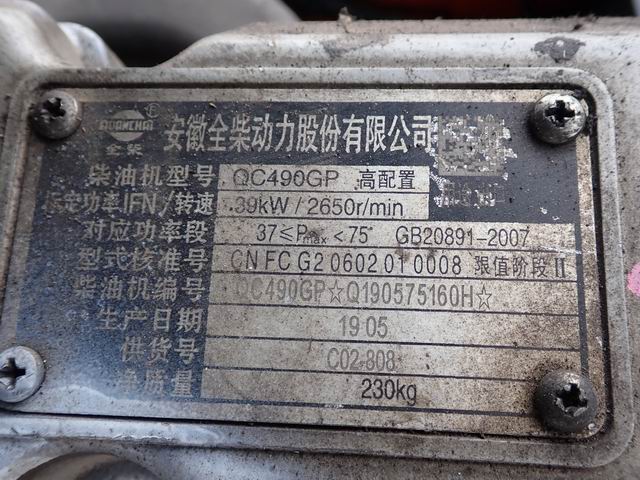 QUANCHAI
全柴
安徽全柴动力股份有限公司
柴油机型号 QC490GP 高配置
标定功率IFN/转速 39kW/2650r/min
对应功率段 37≤Pmax<75 GB20891-2007
型式核准号 CNFC G2 0602 01 0008 限值阶段Ⅱ
柴油机编号 QC490GP☆Q190575160H☆
生产日期 19 05
供货号 C02-808
净质量 230kg